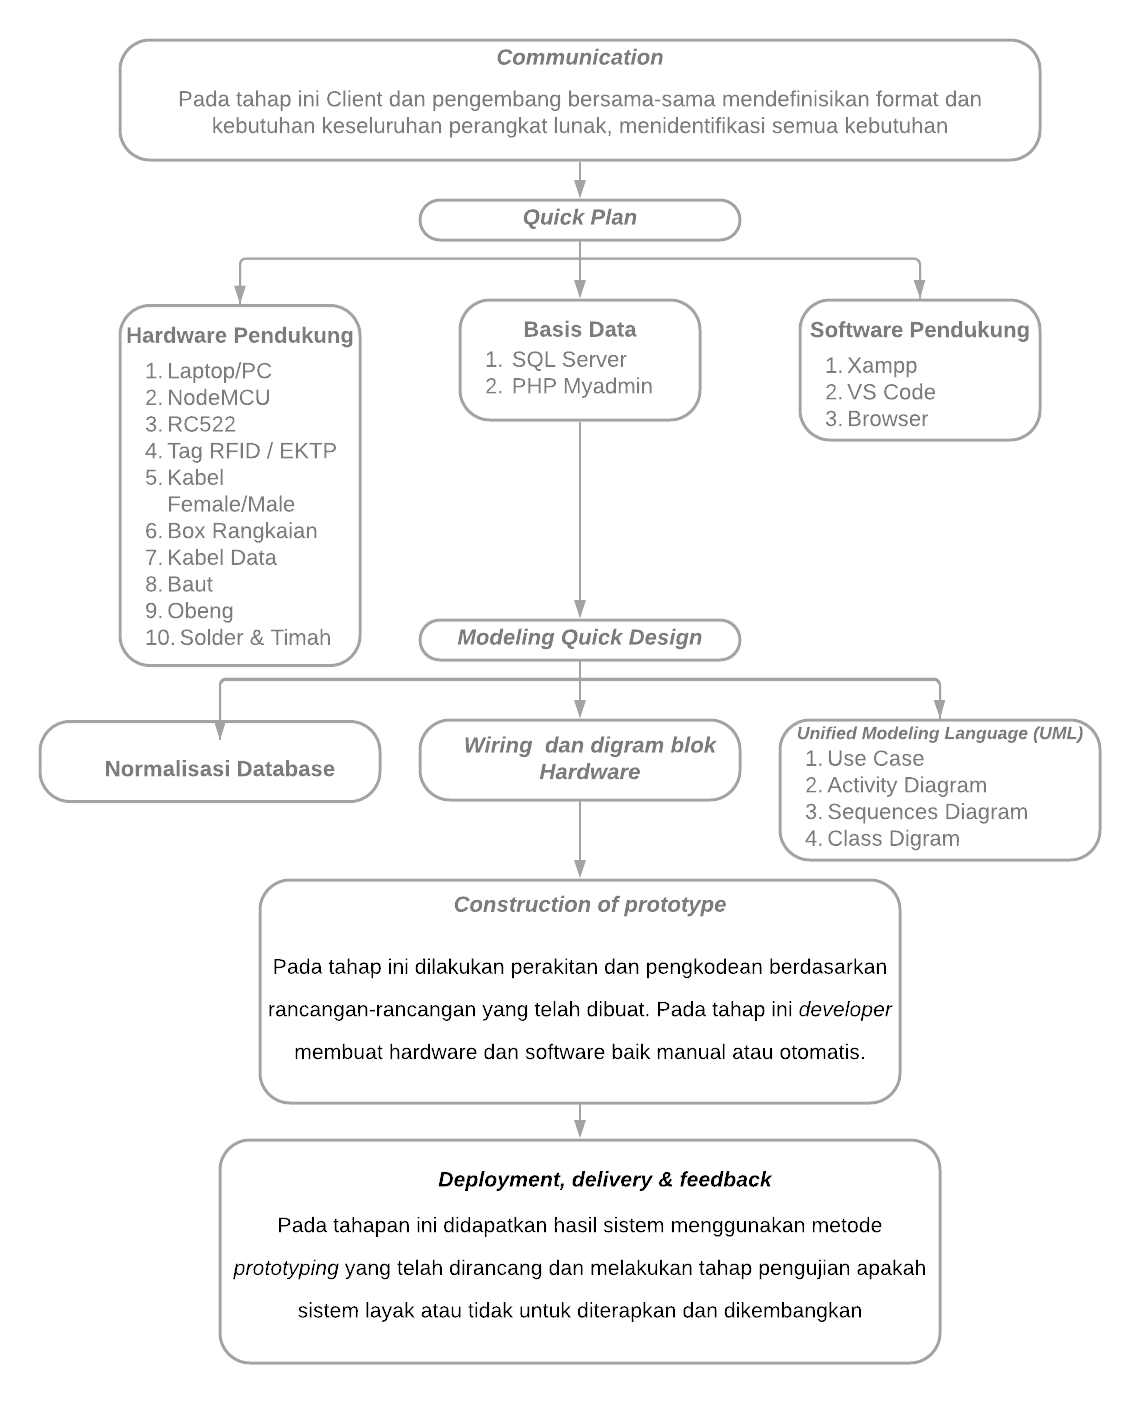 Communication
Pada tahap ini Client dan pengembang bersama-sama mendefinisikan format dan
kebutuhan keseluruhan perangkat lunak, menidentifikasi semua kebutuhan
Quick Plan
Hardware Pendukung
1. Laptop/PC
2. NodeMCU
3. RC522
4. Tag RFID / EKTP
5. Kabel
Female/Male
6. Box Rangkaian
7. Kabel Data
8. Baut
9. Obeng
10. Solder & Timah
Basis Data
1. SQL Server
2. PHP Myadmin
Software Pendukung
1. Xampp
2. VS Code
3. Browser
Modeling Quick Design
Normalisasi Database
Wiring dan digram blok
Hardware
Unified Modeling Language (UML)
1. Use Case
2. Activity Diagram
3. Sequences Diagram
4. Class Digram
Construction of prototype
Pada tahap ini dilakukan perakitan dan pengkodean berdasarkan
rancangan-rancangan yang telah dibuat. Pada tahap ini developer
membuat hardware dan software baik manual atau otomatis.
Deployment, delivery & feedback
Pada tahapan ini didapatkan hasil sistem menggunakan metode
prototyping yang telah dirancang dan melakukan tahap pengujian apakah
sistem layak atau tidak untuk diterapkan dan dikembangkan